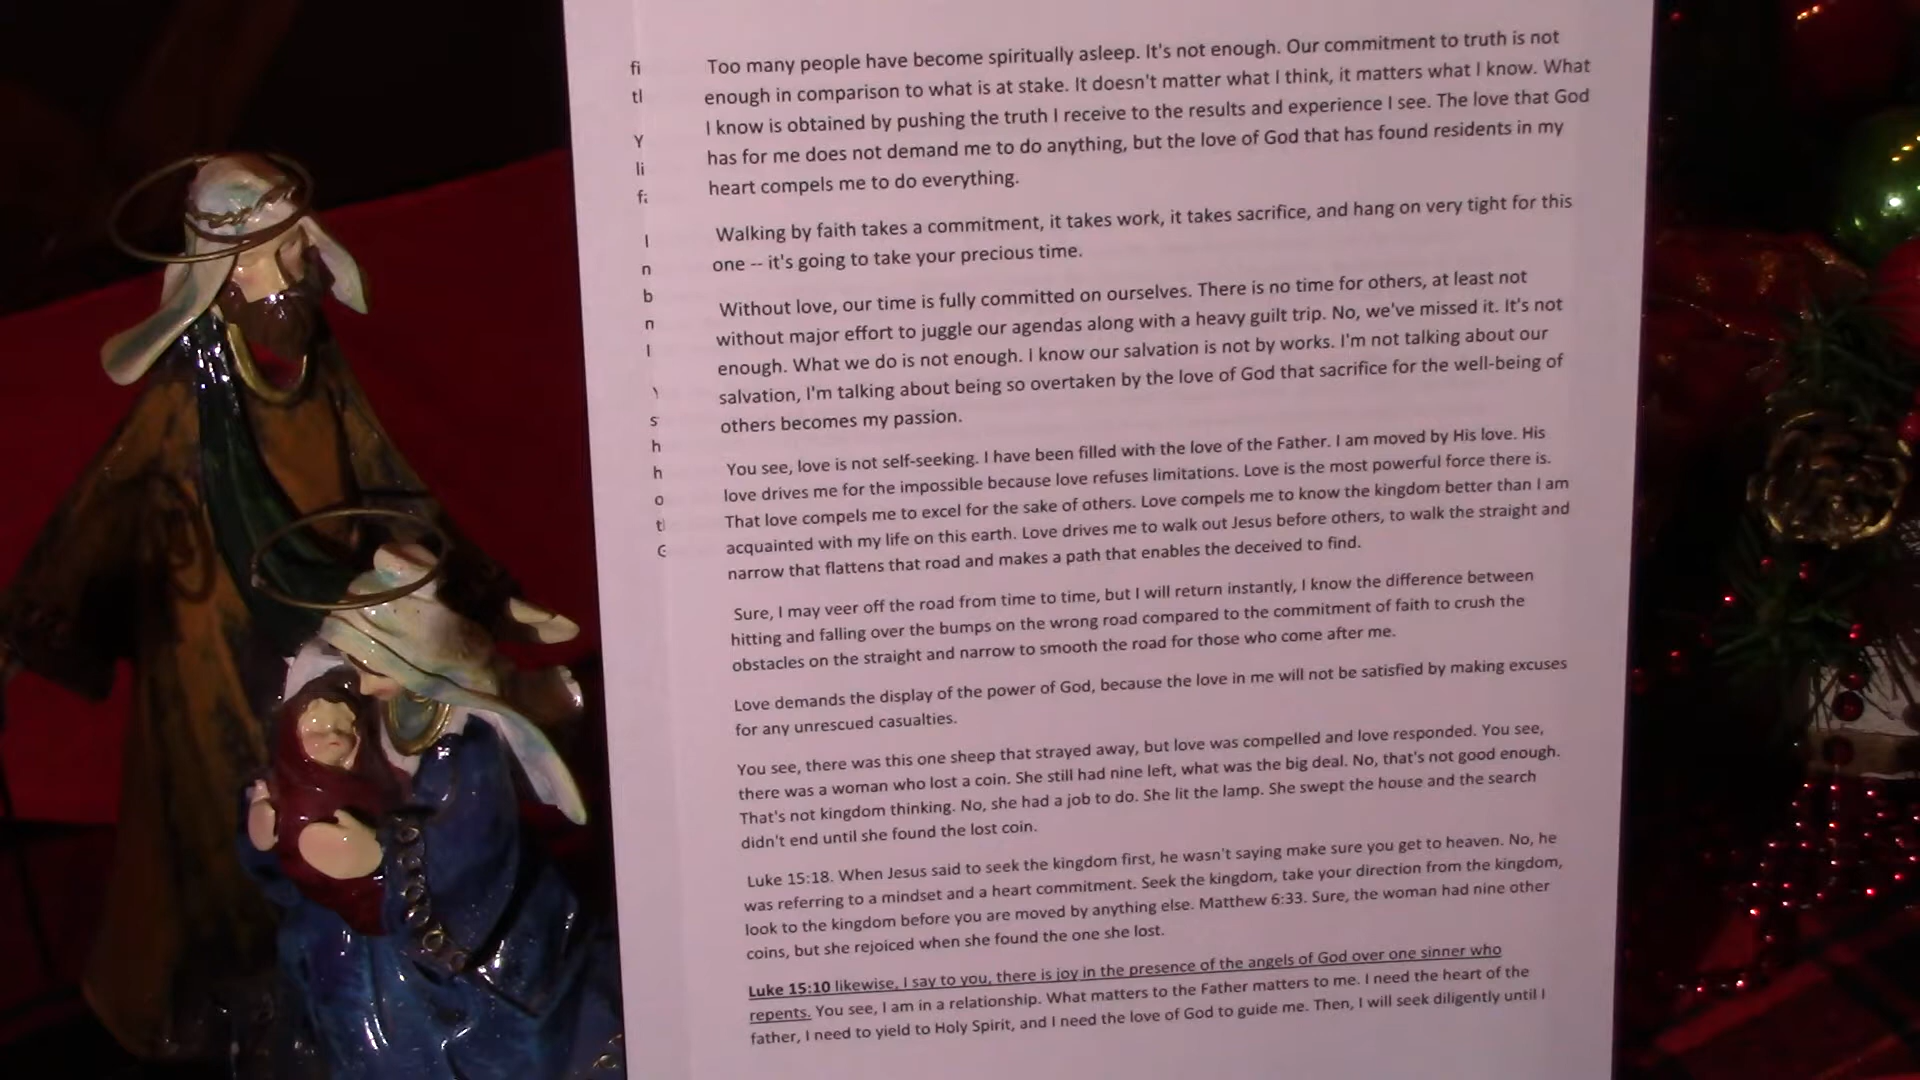 Too many people have become spiritually asleep. It's not enough. Our commitment to truth is not
enough in comparison to what is at stake. It doesn't matter what I think, it matters what I know. What
I know is obtained by pushing the truth I receive to the results and experience I see. The love that God
has for me does not demand me to do anything, but the love of God that has found residents in my
heart compels me to do everything.
Walking by faith takes a commitment, it takes work, it takes sacrifice, and hang on very tight for this
one -- it's going to take your precious time.
Without love, our time is fully committed on ourselves. There is no time for others, at least not
without major effort to juggle our agendas along with a heavy guilt trip. No, we've missed it. It's not
enough. What we do is not enough. I know our salvation is not by works. I'm not talking about our
salvation, I'm talking about being so overtaken by the love of God that sacrifice for the well-being of
others becomes my passion.
You see, love is not self-seeking. I have been filled with the love of the Father. I am moved by His love. His
love drives me for the impossible because love refuses limitations. Love is the most powerful force there is.
That love compels me to excel for the sake of others. Love compels me to know the kingdom better than I am
acquainted with my life on this earth. Love drives me to walk out Jesus before others, to walk the straight and
narrow that flattens that road and makes a path that enables the deceived to find.
Sure, I may veer off the road from time to time, but I will return instantly, I know the difference between
hitting and falling over the bumps on the wrong road compared to the commitment of faith to crush the
obstacles on the straight and narrow to smooth the road for those who come after me.
Love demands the display of the power of God, because the love in me will not be satisfied by making excuses
for any unrescued casualties.
You see, there was this one sheep that strayed away, but love was compelled and love responded. You see,
there was a woman who lost a coin. She still had nine left, what was the big deal. No, that's not good enough.
That's not kingdom thinking. No, she had a job to do. She lit the lamp. She swept the house and the search
didn't end until she found the lost coin.
Luke 15:18. When Jesus said to seek the kingdom first, he wasn't saying make sure you get to heaven. No, he
was referring to a mindset and a heart commitment. Seek the kingdom, take your direction from the kingdom,
look to the kingdom before you are moved by anything else. Matthew 6:33. Sure, the woman had nine other
coins, but she rejoiced when she found the one she lost.
Luke 15:10 likewise, I say to you, there is joy in the presence of the angels of God over one sinner who
repents. You see, I am in a relationship. What matters to the Father matters to me. I need the heart of the
father, I need to yield to Holy Spirit, and I need the love of God to guide me. Then, I will seek diligently until I